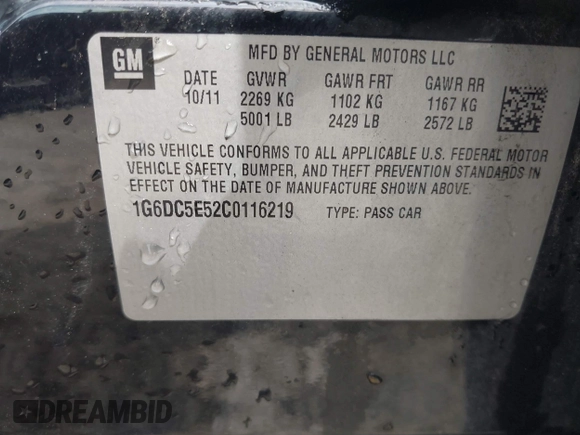 GM
MFD BY GENERAL MOTORS LLC
DATE GVWR GAWR FRT GAWR RR
10/11 2269 KG 1102 KG 1167 KG
5001 LB 2429 LB 2572 LB
THIS VEHICLE CONFORMS TO ALL APPLICABLE U.S. FEDERAL MOTOR
VEHICLE SAFETY, BUMPER, AND THEFT PREVENTION STANDARDS IN
EFFECT ON THE DATE OF MANUFACTURE SHOWN ABOVE.
1G6DC5E52C0116219 TYPE: PASS CAR
DREAMBID